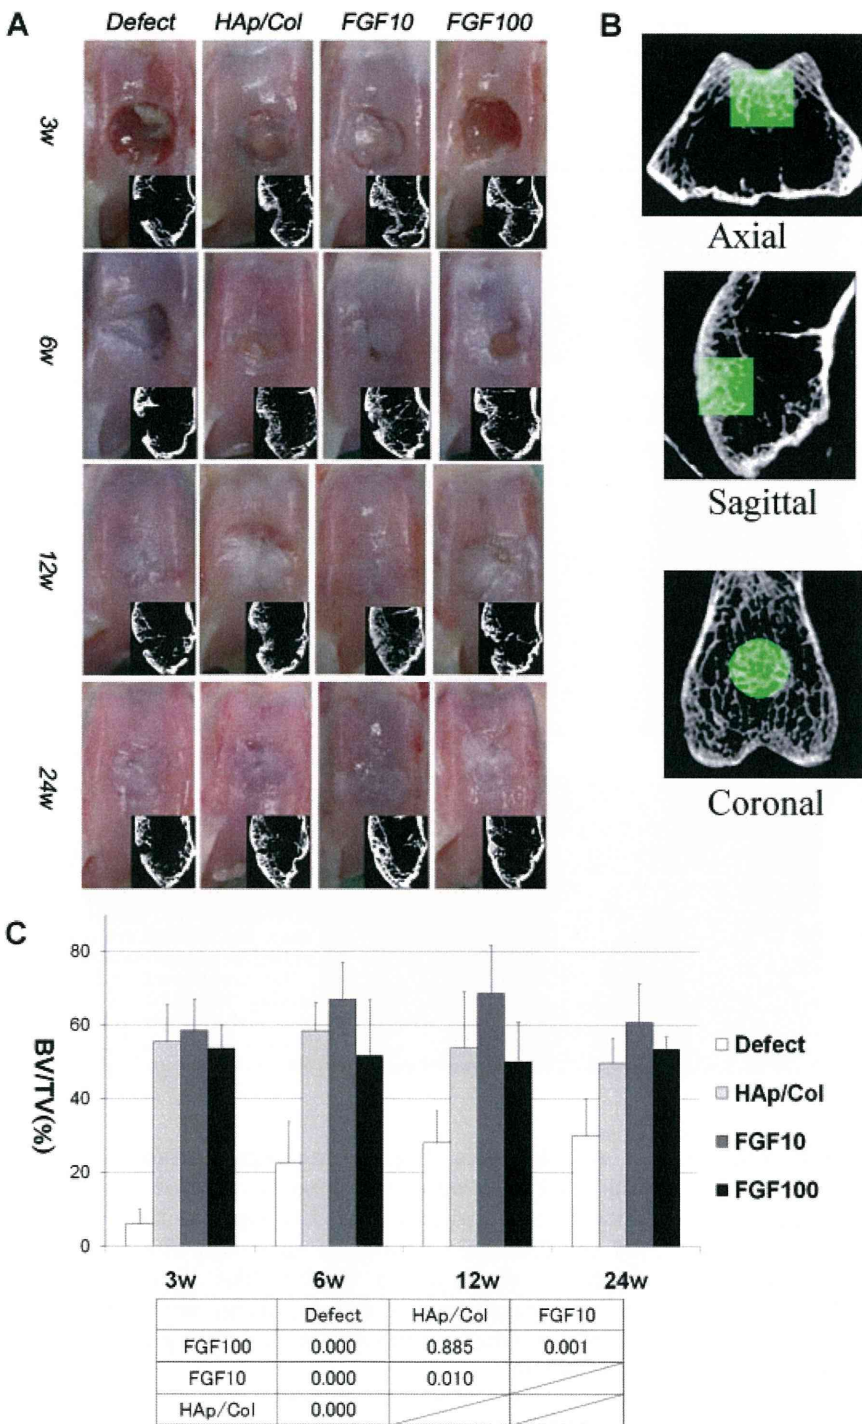 A
Defect HAp/Col FGF10 FGF100
3w
6w
12w
24w
B
Axial
Sagittal
Coronal
C
BV/TV(%)
80
60
40
20
0
3w 6w 12w 24w
Defect
HAp/Col
FGF10
FGF100
Defect HAp/Col FGF10
FGF100 0.000 0.885 0.001
FGF10 0.000 0.010
HAp/Col 0.000